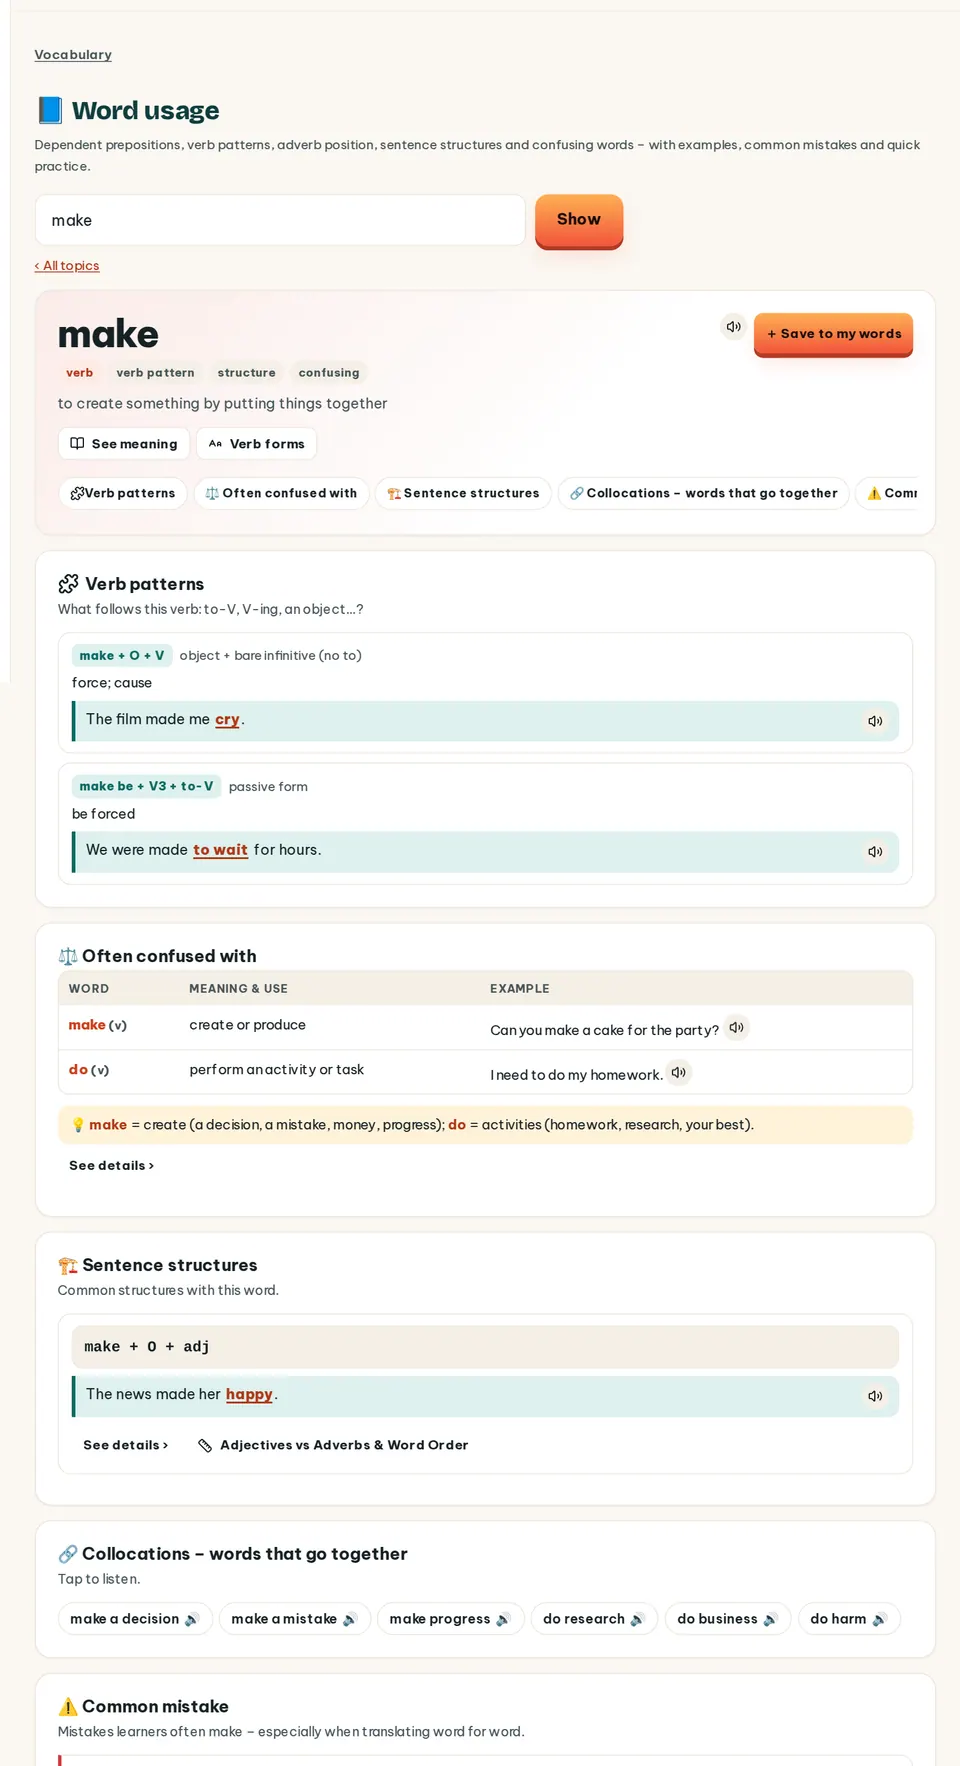 Vocabulary
📘 Word usage
Dependent prepositions, verb patterns, adverb position, sentence structures and confusing words – with examples, common mistakes and quick
practice.
make
Show
‹ All topics
make
+ Save to my words
verb verb pattern structure confusing
to create something by putting things together
See meaning
Aa Verb forms
Verb patterns
⚖️ Often confused with
🏗️ Sentence structures
🔗 Collocations – words that go together
⚠️ Comm
Verb patterns
What follows this verb: to-V, V-ing, an object...?
make + O + V object + bare infinitive (no to)
force; cause
The film made me cry.
make be + V3 + to-V passive form
be forced
We were made to wait for hours.
⚖️ Often confused with
WORD MEANING & USE EXAMPLE
make (v) create or produce Can you make a cake for the party?
do (v) perform an activity or task I need to do my homework.
💡 make = create (a decision, a mistake, money, progress); do = activities (homework, research, your best).
See details ›
🏗️ Sentence structures
Common structures with this word.
make + O + adj
The news made her happy.
See details › Adjectives vs Adverbs & Word Order
🔗 Collocations – words that go together
Tap to listen.
make a decision 🔊 make a mistake 🔊 make progress 🔊 do research 🔊 do business 🔊 do harm 🔊
⚠️ Common mistake
Mistakes learners often make – especially when translating word for word.